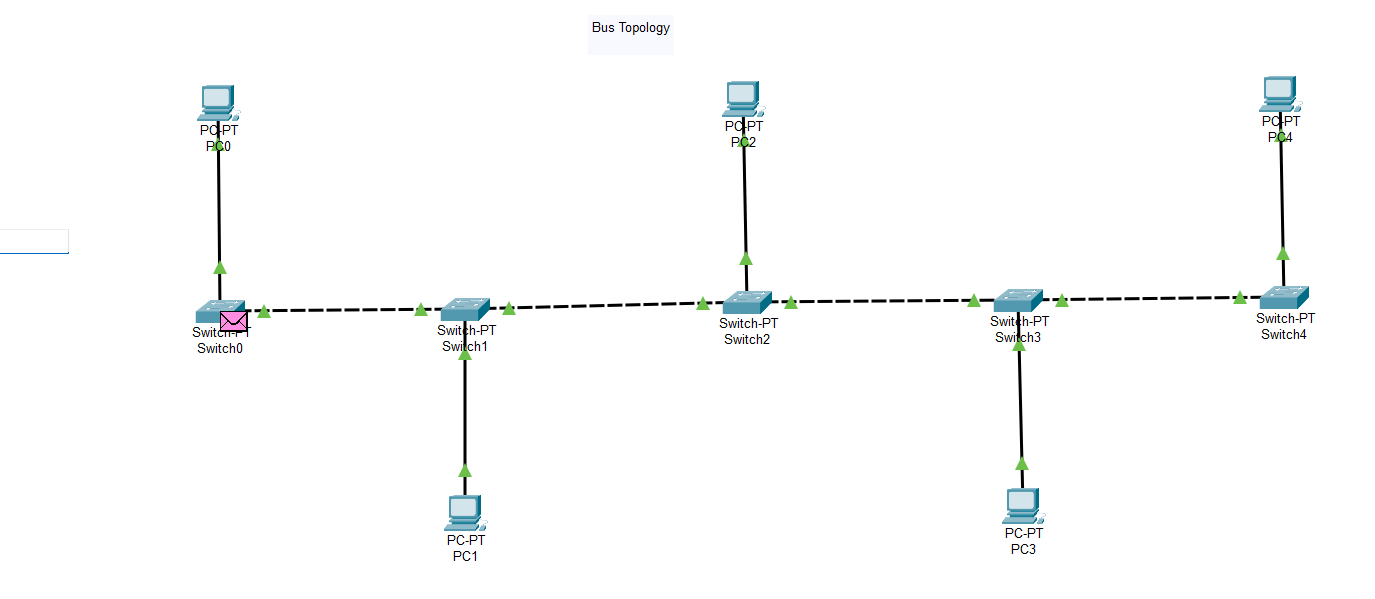 Bus Topology
PC-PT
PC0
PC-PT
PC2
PC-PT
PC4
Switch-PT
Switch0
Switch-PT
Switch1
Switch-PT
Switch2
Switch-PT
Switch3
Switch-PT
Switch4
PC-PT
PC1
PC-PT
PC3